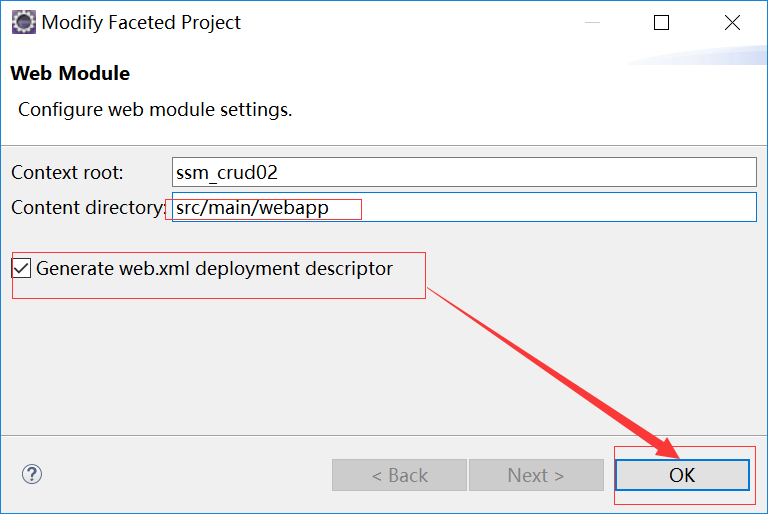 Modify Faceted Project
Web Module
Configure web module settings.
Context root: ssm_crud02
Content directory: src/main/webapp
Generate web.xml deployment descriptor
? < Back Next > OK